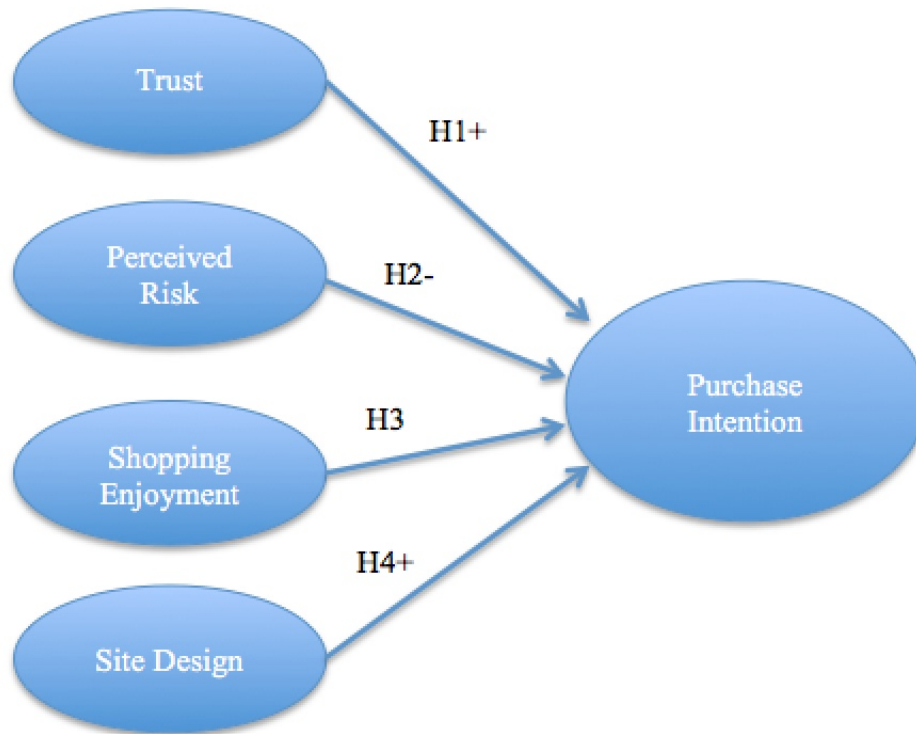 Trust
H1+
Perceived
Risk
H2-
Purchase
Intention
Shopping
Enjoyment
H3
Site Design
H4+